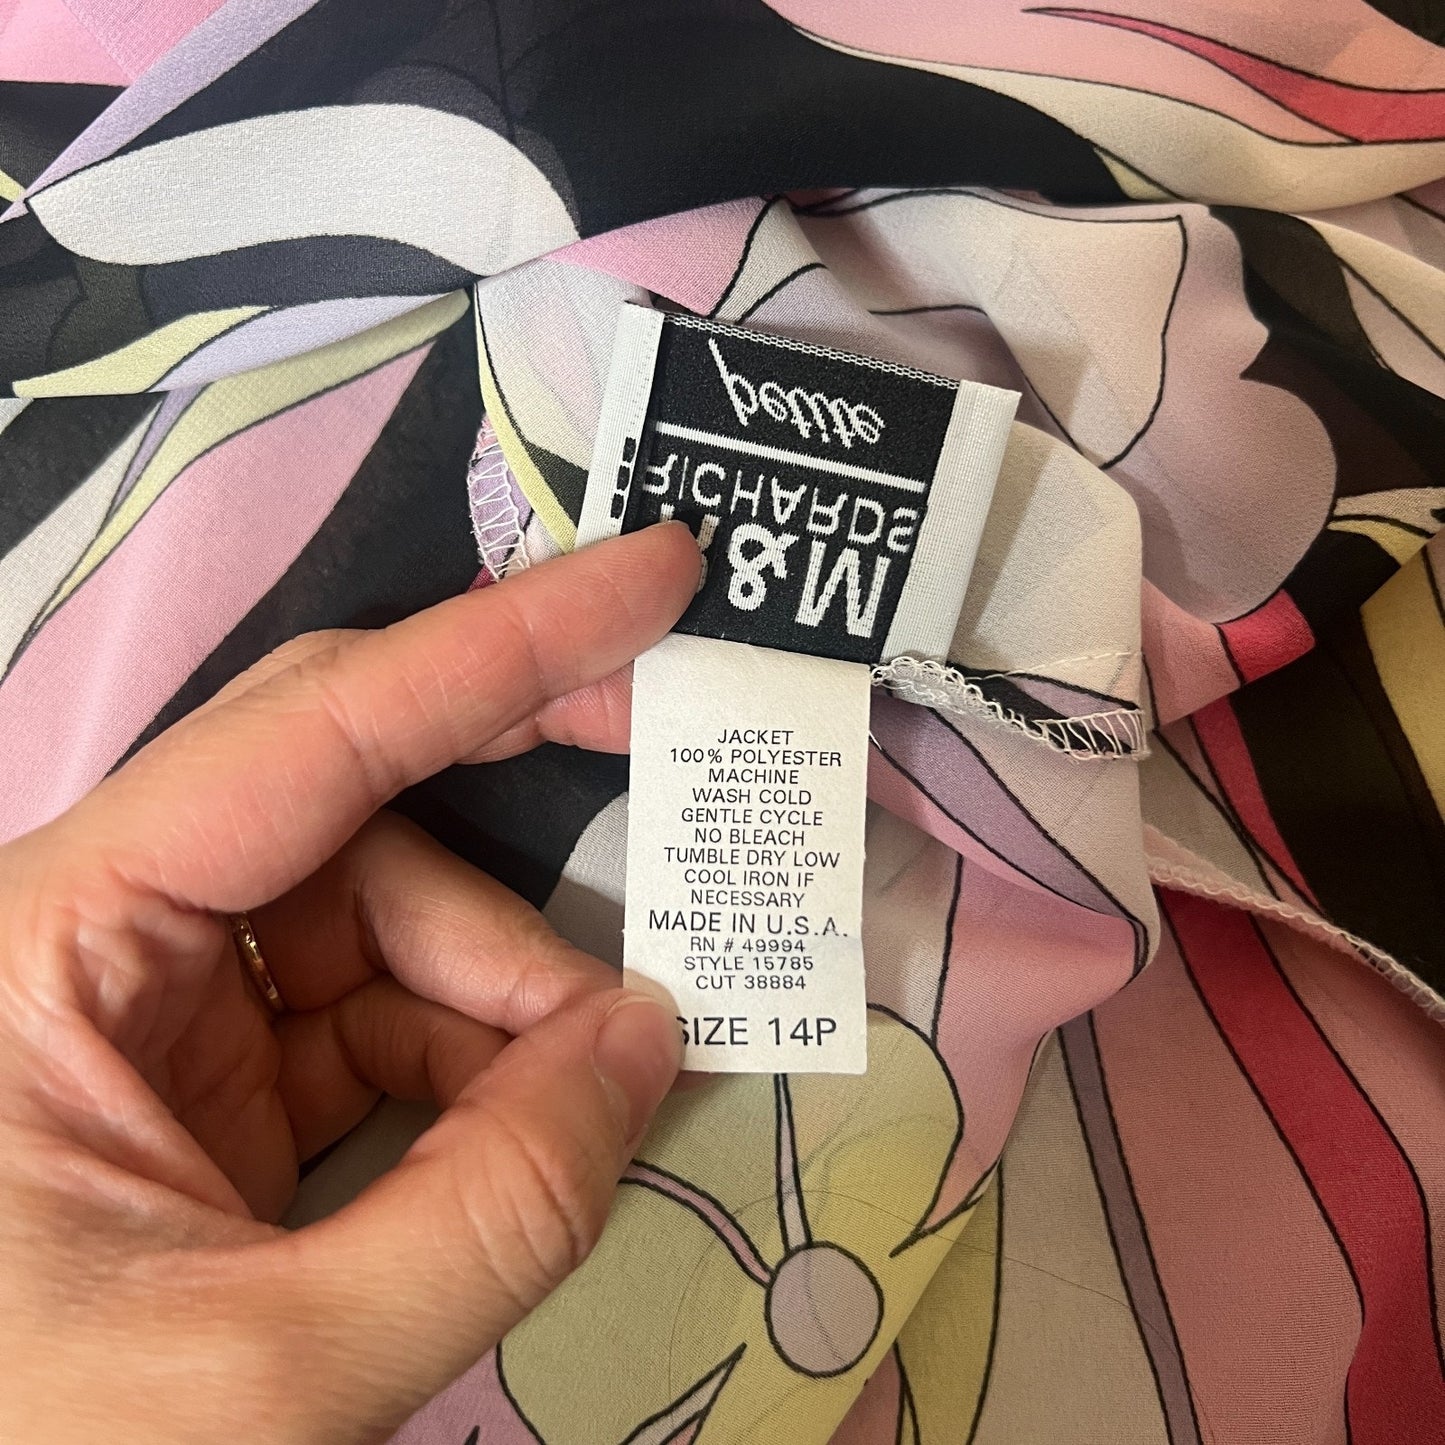 &M
RICHARDS
petite
JACKET
100% POLYESTER
MACHINE
WASH COLD
GENTLE CYCLE
NO BLEACH
TUMBLE DRY LOW
COOL IRON IF
NECESSARY
MADE IN U.S.A.
RN # 49994
STYLE 15785
CUT 38884
SIZE 14P